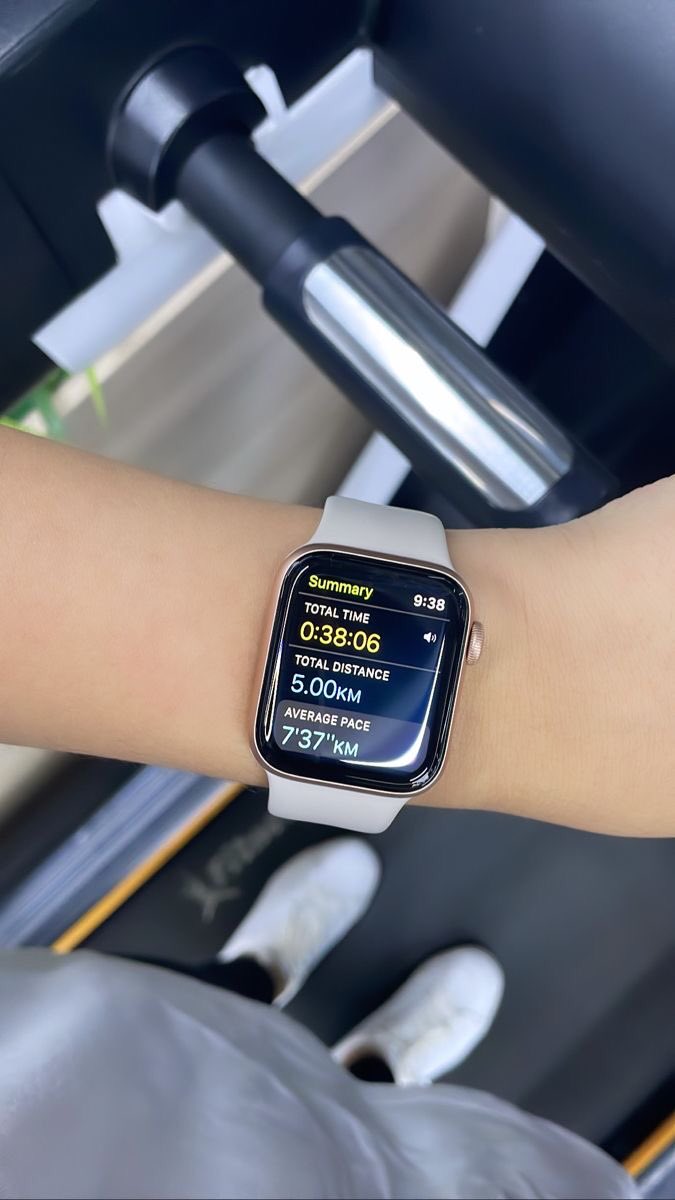 Summary
9:38
TOTAL TIME
0:38:06
TOTAL DISTANCE
5.00KM
AVERAGE PACE
7'37"KM